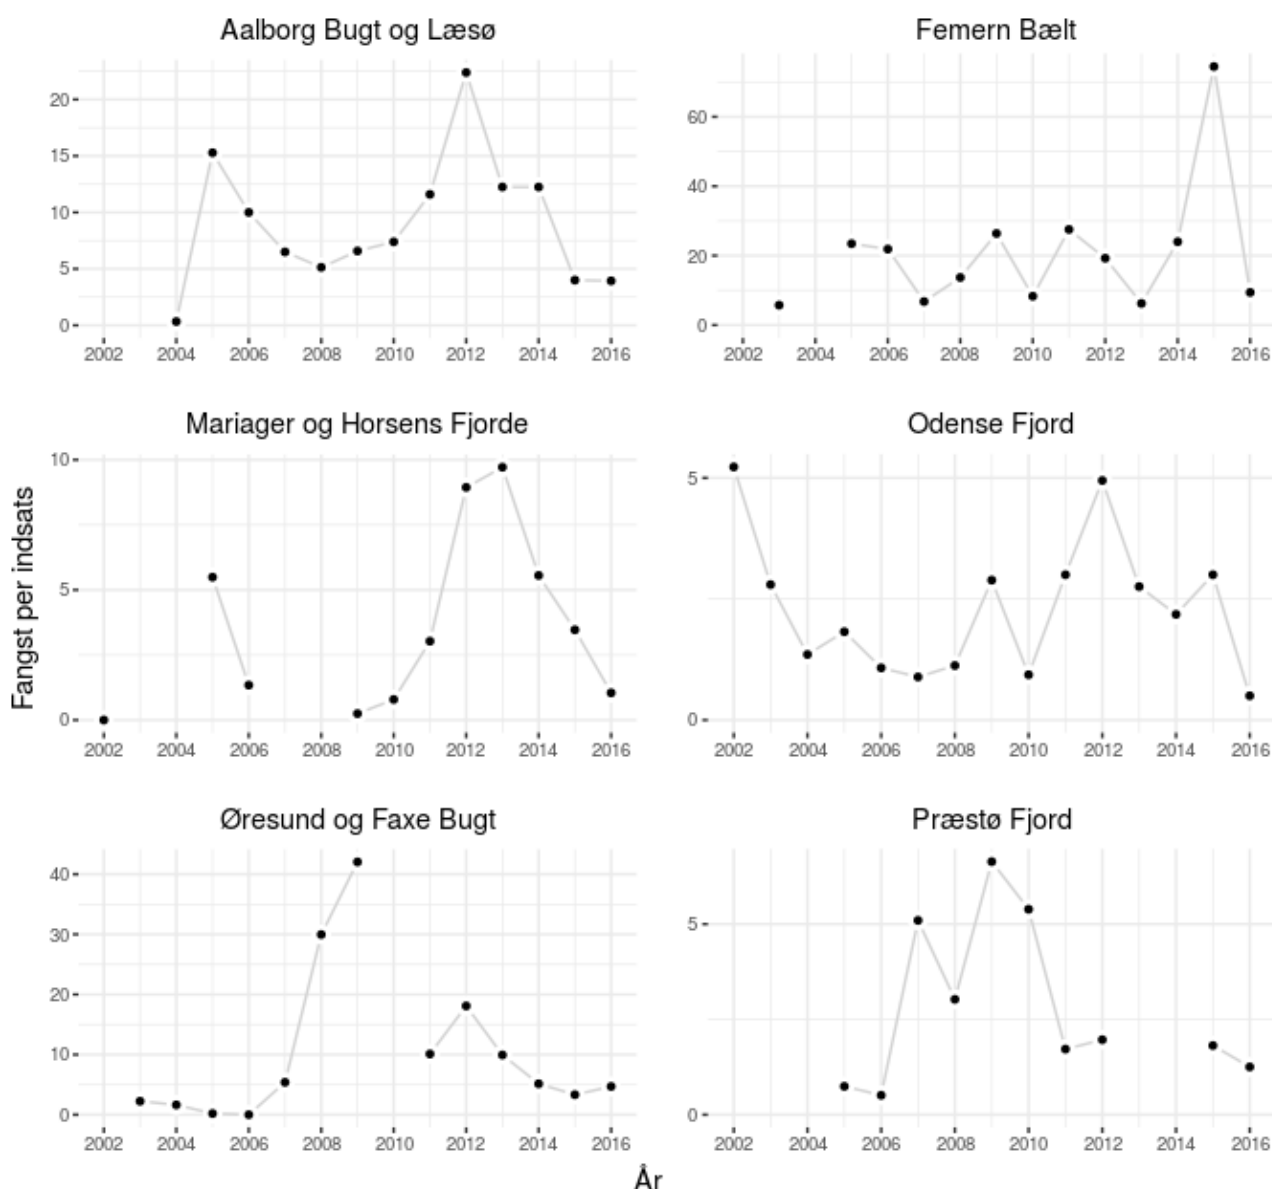 Aalborg Bugt og Læsø
Femern Bælt
20
15
10
5
0
2002 2004 2006 2008 2010 2012 2014 2016
60
40
20
0
2002 2004 2006 2008 2010 2012 2014 2016
Mariager og Horsens Fjorde
Odense Fjord
Fangst per indsats
10
5
0
2002 2004 2006 2008 2010 2012 2014 2016
5
0
2002 2004 2006 2008 2010 2012 2014 2016
Øresund og Faxe Bugt
Præstø Fjord
40
30
20
10
0
2002 2004 2006 2008 2010 2012 2014 2016
5
0
2002 2004 2006 2008 2010 2012 2014 2016
År